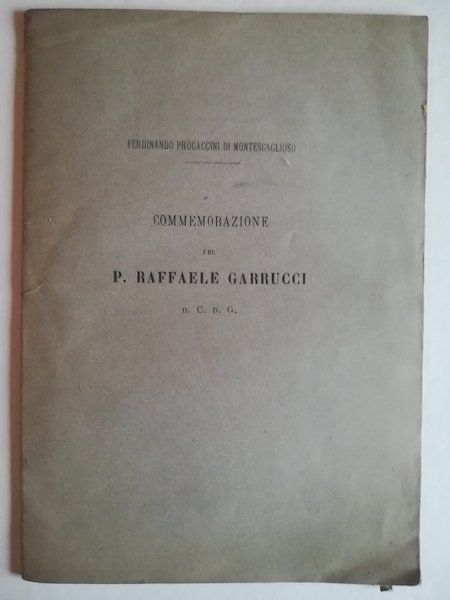 FERDINANDO PROCACCINI DI MONTESCAGLIOSO
COMMEMORAZIONE
DEL
P. RAFFAELE GARRUCCI
D. C. D. G.